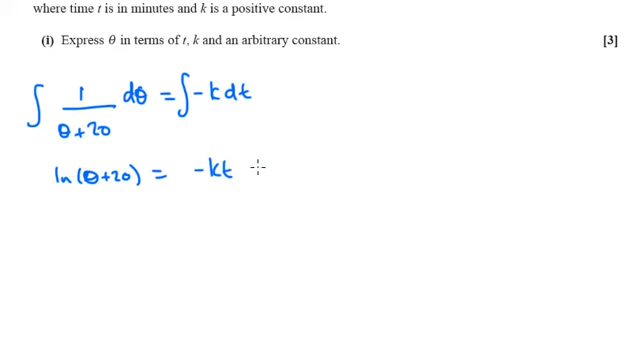 where time t is in minutes and k is a positive constant.
(i) Express θ in terms of t, k and an arbitrary constant. [3]
∫ 1/(θ+20) dθ = ∫ -k dt
ln(θ+20) = -kt